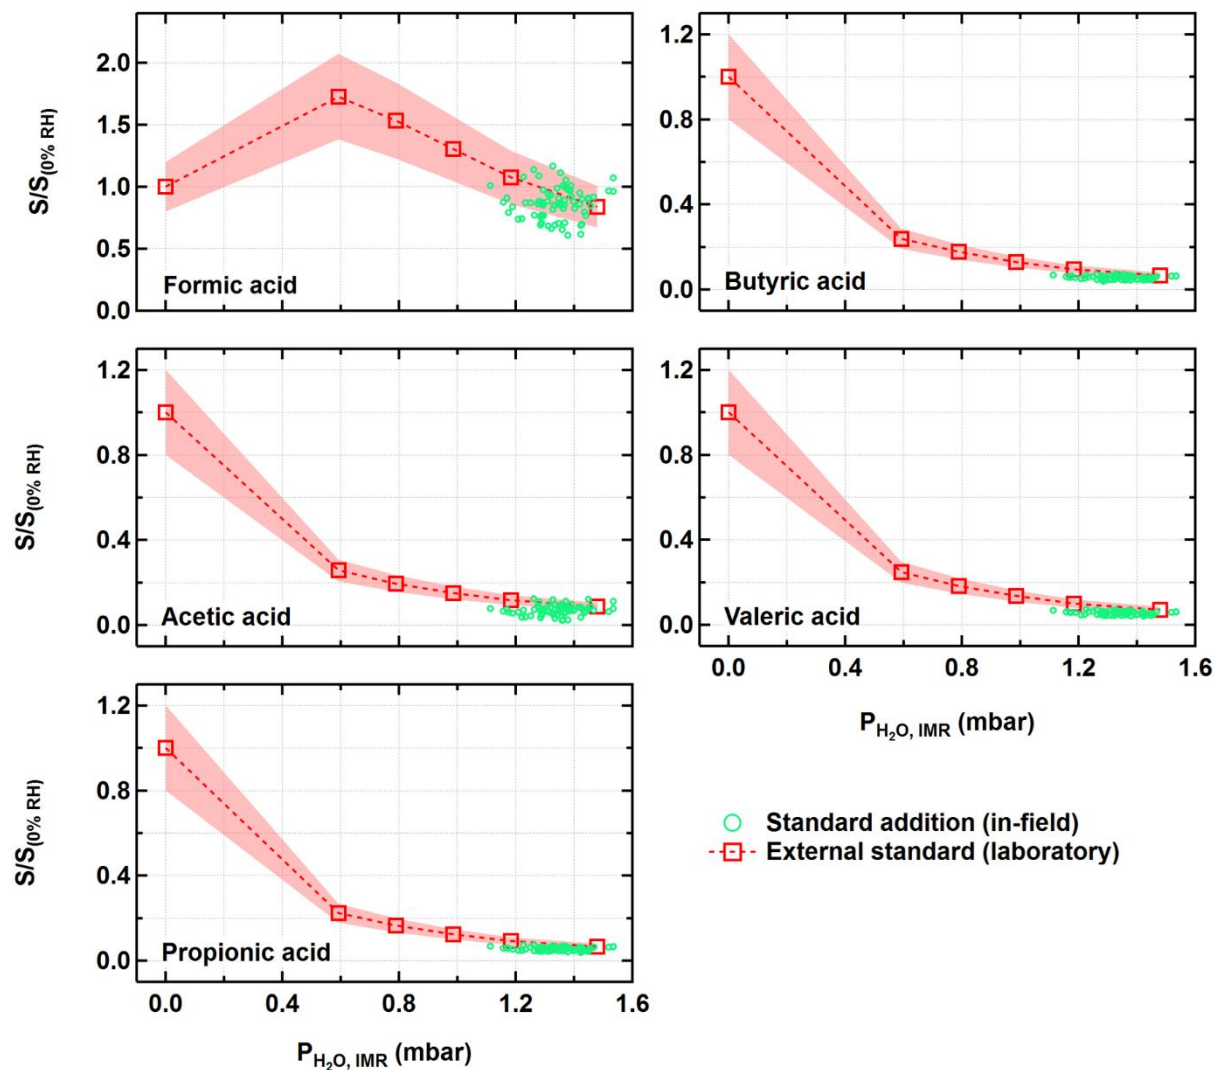 S/S(0% RH)
2.0
1.5
1.0
0.5
0.0
Formic acid
1.2
0.8
0.4
0.0
Butyric acid
S/S(0% RH)
1.2
0.8
0.4
0.0
Acetic acid
1.2
0.8
0.4
0.0
Valeric acid
0.0 0.4 0.8 1.2 1.6
P H2O, IMR (mbar)
S/S(0% RH)
1.2
0.8
0.4
0.0
Propionic acid
0.0 0.4 0.8 1.2 1.6
P H2O, IMR (mbar)
Standard addition (in-field)
External standard (laboratory)